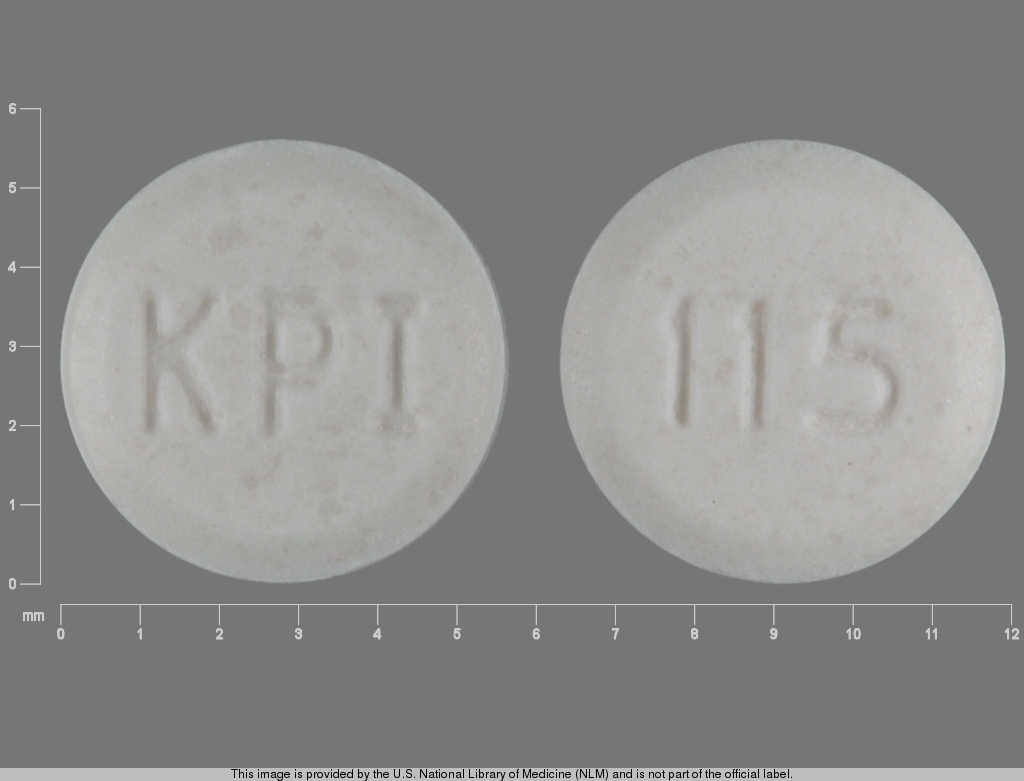 6
5
4
3
2
1
0
KPI
115
mm
0 1 2 3 4 5 6 7 8 9 10 11 12
This image is provided by the U.S. National Library of Medicine (NLM) and is not part of the official label.